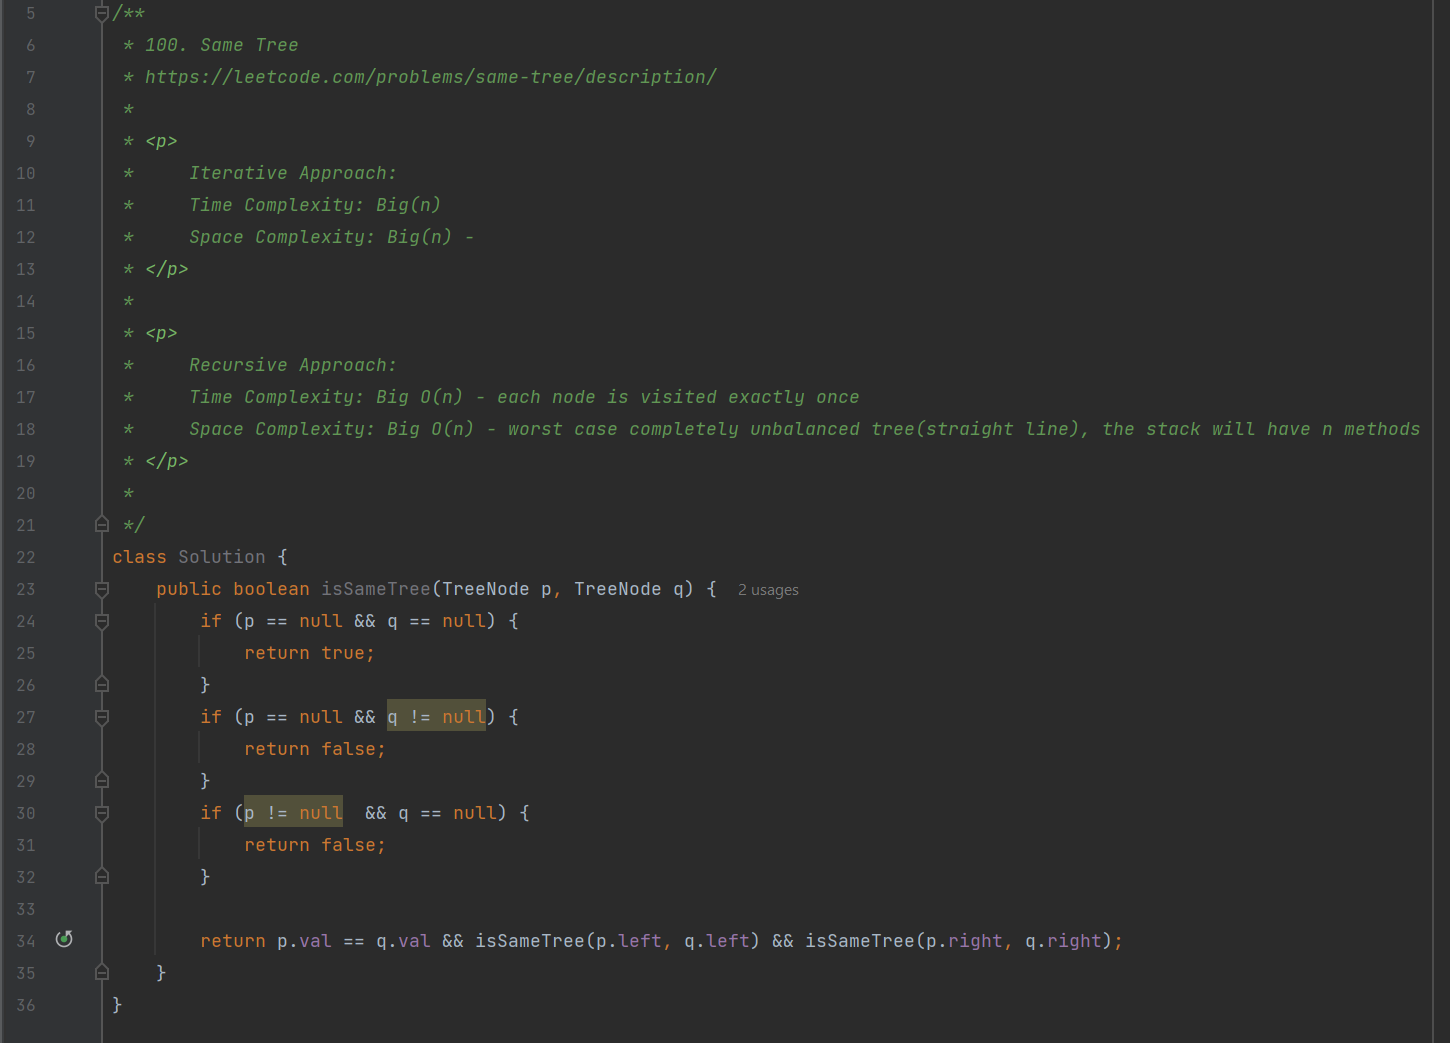 5 /**
6 * 100. Same Tree
7 * https://leetcode.com/problems/same-tree/description/
8 *
9 * <p>
10 *     Iterative Approach:
11 *     Time Complexity: Big(n)
12 *     Space Complexity: Big(n) -
13 * </p>
14 *
15 * <p>
16 *     Recursive Approach:
17 *     Time Complexity: Big O(n) - each node is visited exactly once
18 *     Space Complexity: Big O(n) - worst case completely unbalanced tree(straight line), the stack will have n methods
19 * </p>
20 *
21 */
22 class Solution {
23     public boolean isSameTree(TreeNode p, TreeNode q) { 2 usages
24         if (p == null && q == null) {
25             return true;
26         }
27         if (p == null && q != null) {
28             return false;
29         }
30         if (p != null  && q == null) {
31             return false;
32         }
33
34         return p.val == q.val && isSameTree(p.left, q.left) && isSameTree(p.right, q.right);
35     }
36 }